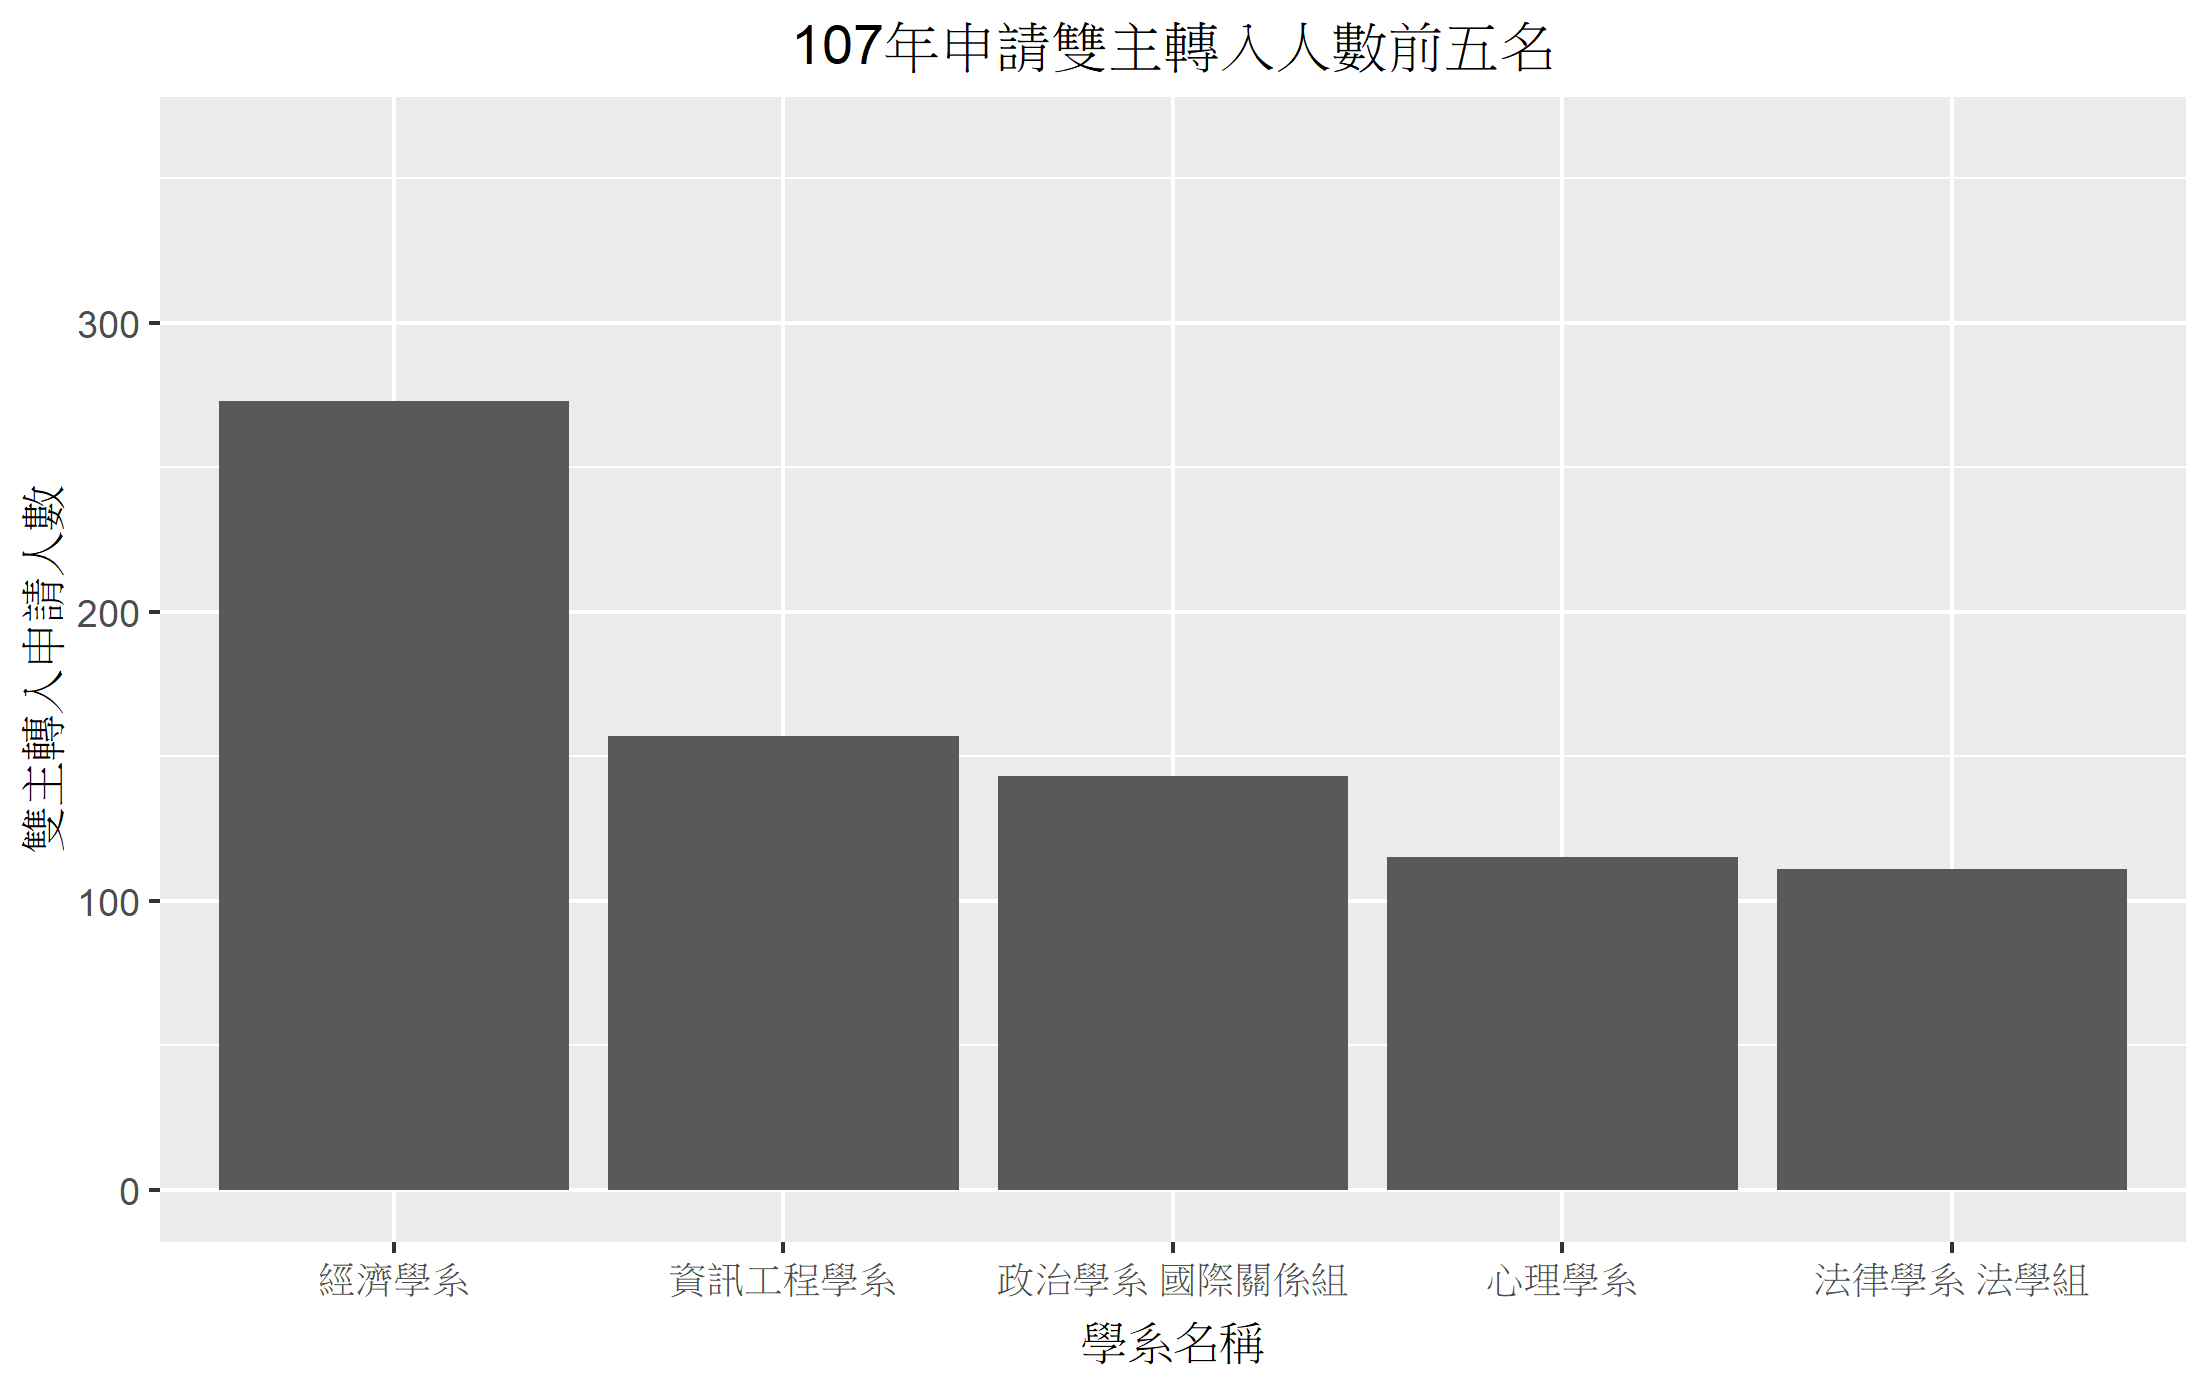 107年申請雙主轉入人數前五名
雙主轉入申請人數
300
200
100
0
經濟學系
資訊工程學系
政治學系 國際關係組
心理學系
法律學系 法學組
學系名稱